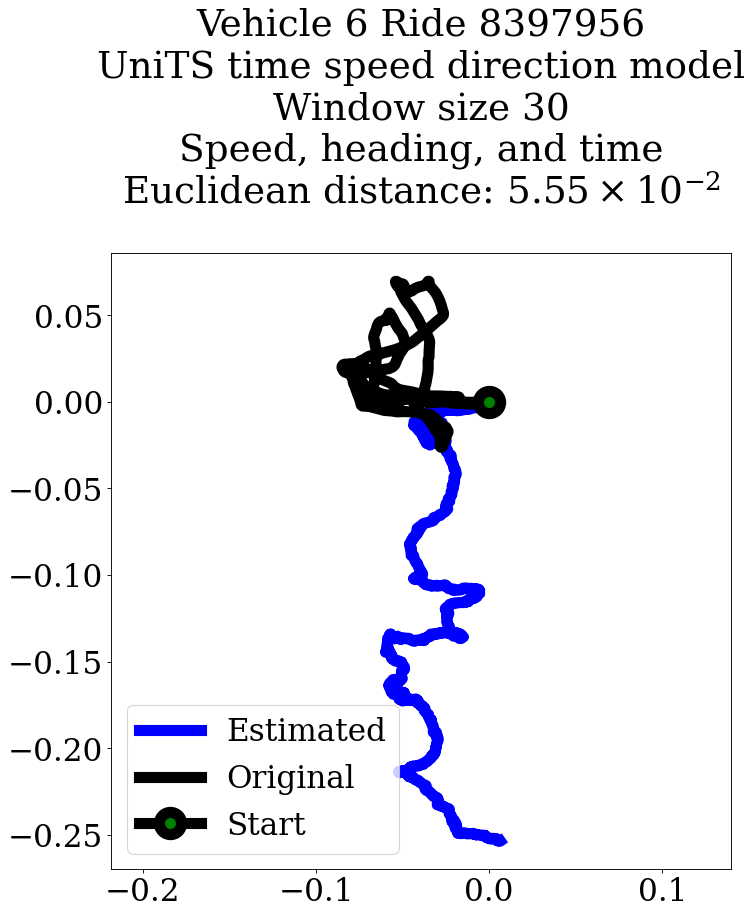 Vehicle 6 Ride 8397956
UniTS time speed direction model
Window size 30
Speed, heading, and time
Euclidean distance: 5.55 × 10⁻²
0.05
0.00
−0.05
−0.10
−0.15
−0.20
−0.25
Estimated
Original
Start
−0.2
−0.1
0.0
0.1